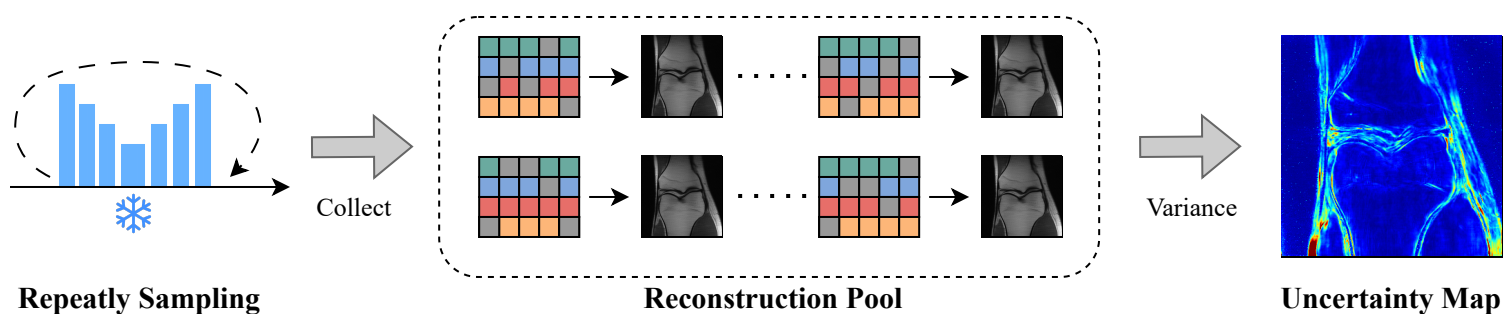 Collect
Variance
Repeatly Sampling
Reconstruction Pool
Uncertainty Map